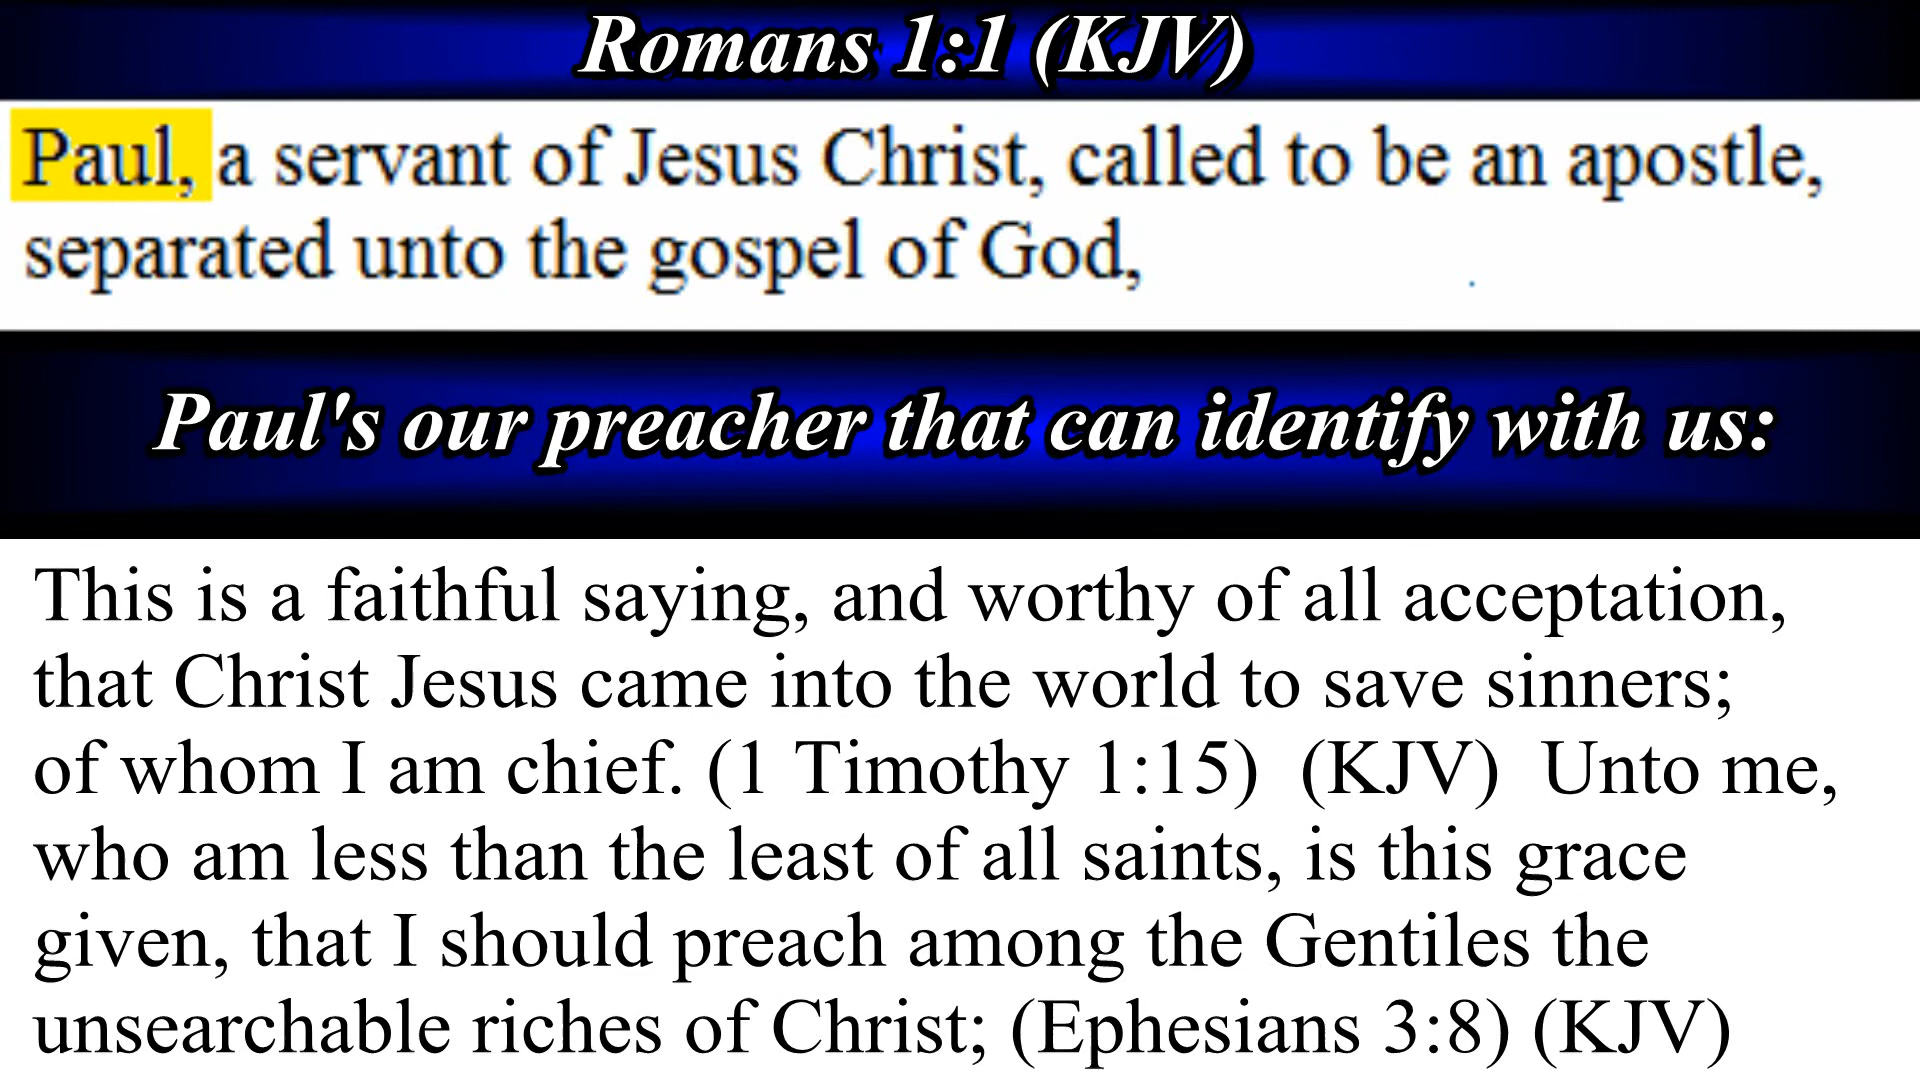 Romans 1:1 (KJV)
Paul, a servant of Jesus Christ, called to be an apostle,
separated unto the gospel of God,
Paul's our preacher that can identify with us:
This is a faithful saying, and worthy of all acceptation,
that Christ Jesus came into the world to save sinners;
of whom I am chief. (1 Timothy 1:15)  (KJV)  Unto me,
who am less than the least of all saints, is this grace
given, that I should preach among the Gentiles the
unsearchable riches of Christ; (Ephesians 3:8) (KJV)